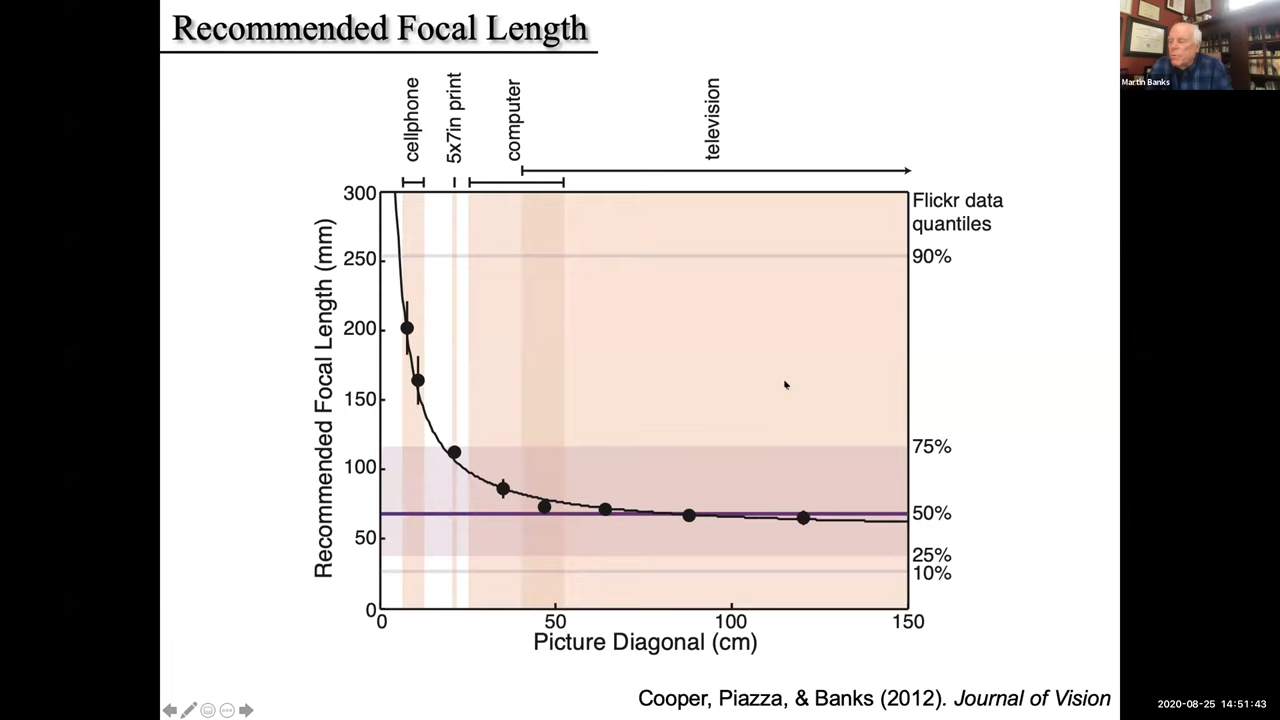 Recommended Focal Length
Martin Banks
cellphone
5x7in print
computer
television
Flickr data
quantiles
Recommended Focal Length (mm)
300
250
200
150
100
50
0
90%
75%
50%
25%
10%
0
50
100
150
Picture Diagonal (cm)
Cooper, Piazza, & Banks (2012). Journal of Vision
2020-08-25 14:51:43